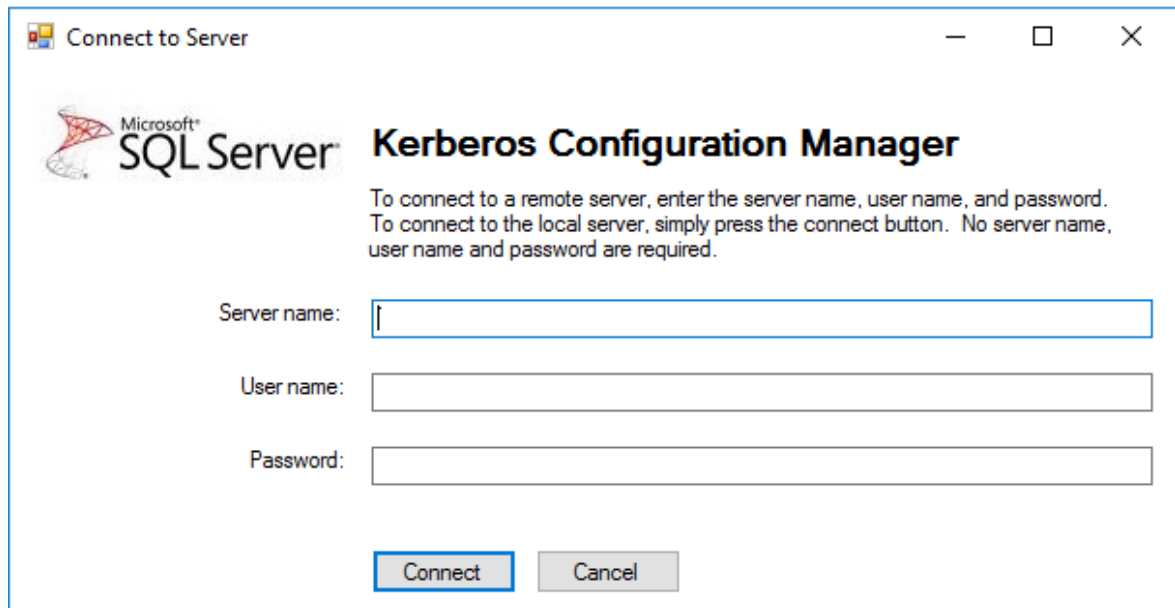 Connect to Server
Microsoft®
SQL Server®
Kerberos Configuration Manager
To connect to a remote server, enter the server name, user name, and password.
To connect to the local server, simply press the connect button.  No server name,
user name and password are required.
Server name:
User name:
Password:
Connect Cancel